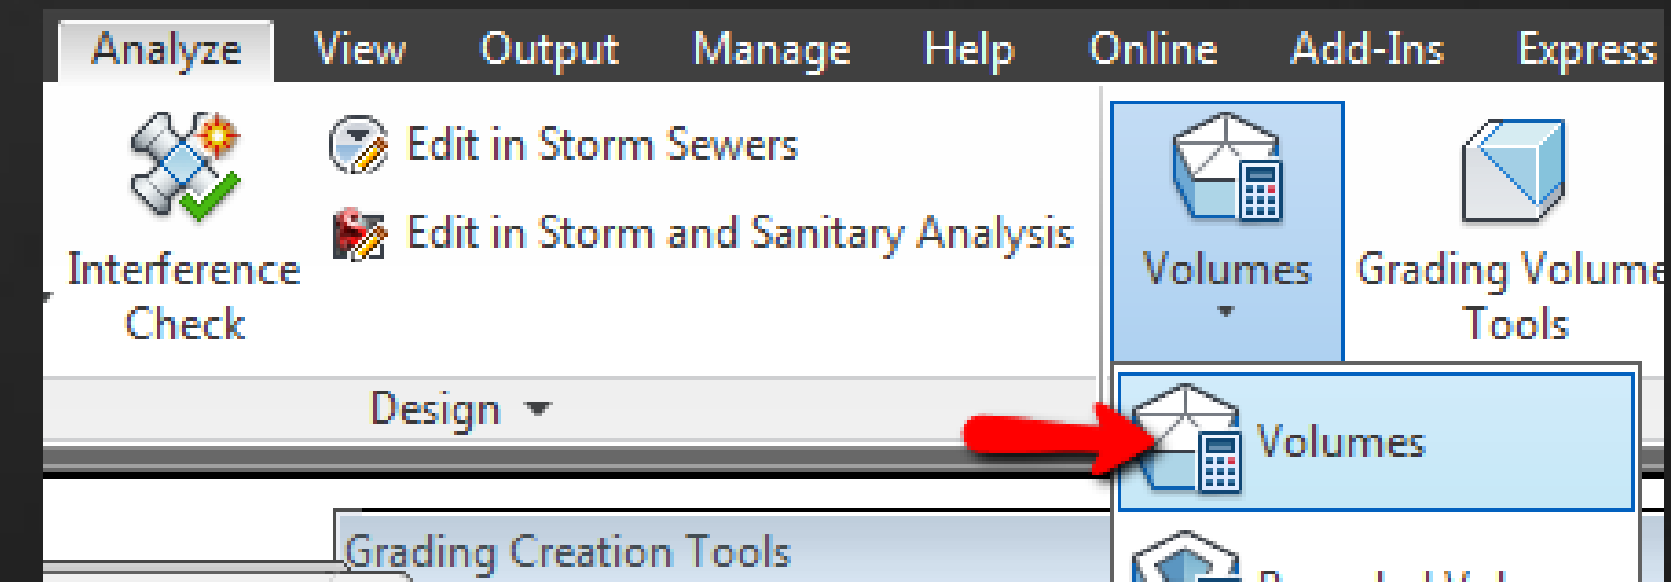 Analyze View Output Manage Help Online Add-Ins Express
Edit in Storm Sewers
Edit in Storm and Sanitary Analysis
Interference
Check
Volumes
Grading Volume
Tools
Design
Volumes
Grading Creation Tools